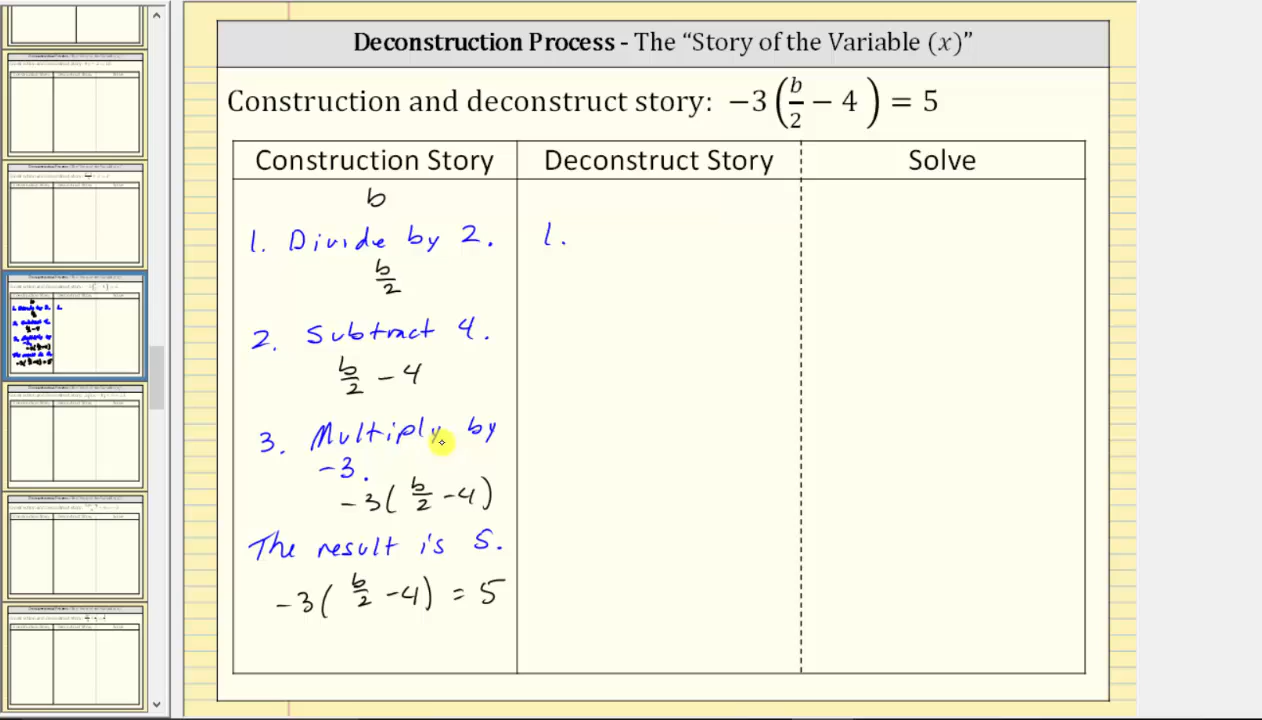 Deconstruction Process - The “Story of the Variable (x)”
Construction and deconstruct story: −3(b/2 − 4) = 5
Construction Story
b
1. Divide by 2.
b/2
2. Subtract 4.
b/2 − 4
3. Multiply by
−3.
−3(b/2 − 4)
The result is 5.
−3(b/2 − 4) = 5
Deconstruct Story
1.
Solve